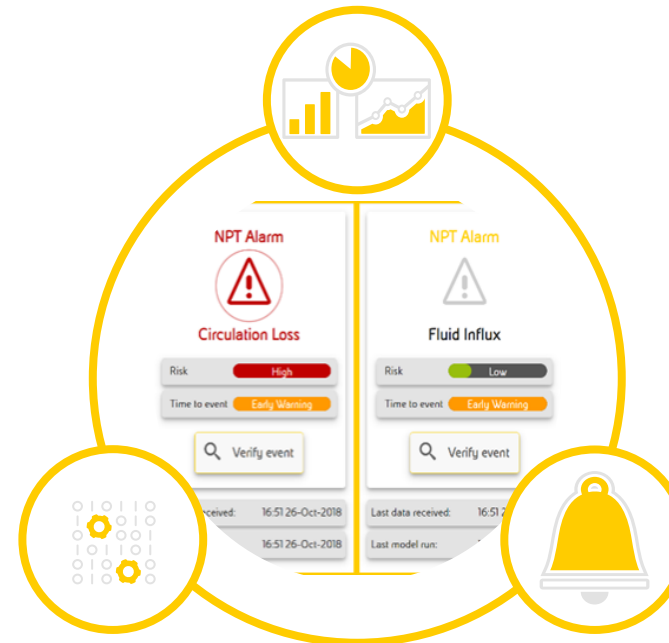 NPT Alarm
Circulation Loss
Risk High
Time to event Early Warning
Verify event
received: 16:51 26-Oct-2018
16:51 26-Oct-2018
NPT Alarm
Fluid Influx
Risk Low
Time to event Early Warning
Verify event
Last data received: 16:51
Last model run: